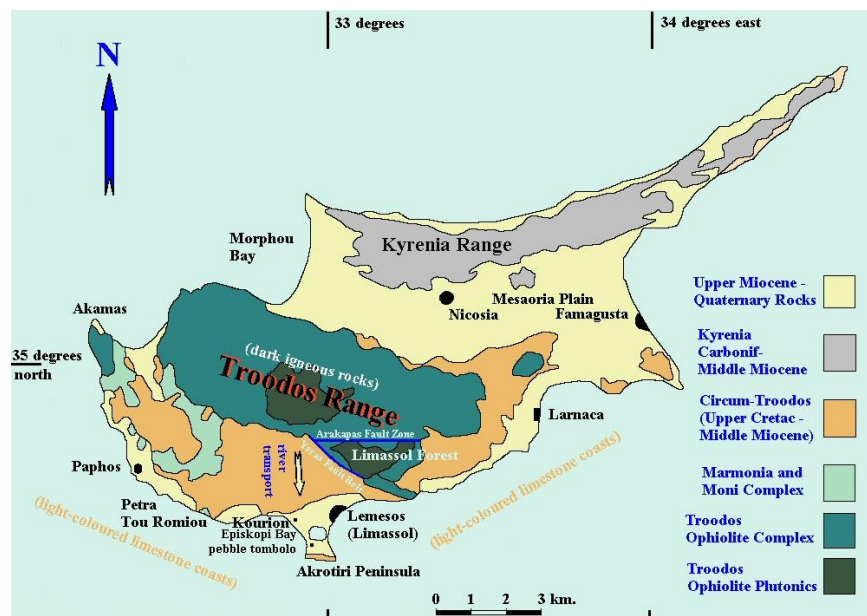 33 degrees
34 degrees east
N
Morphou
Bay
Kyrenia Range
Mesaoria Plain
Nicosia
Famagusta
Akamas
35 degrees
north
(dark igneous rocks)
Troodos Range
Larnaca
Arakapas Fault Zone
Limassol Forest
Yeras Fault Belt
river
transport
Paphos
Petra
Tou Romiou
Kourion
Episkopi Bay
pebble tombolo
Lemesos
(Limassol)
Akrotiri Peninsula
(light-coloured limestone coasts)
(light-coloured limestone coasts)
Upper Miocene -
Quaternary Rocks
Kyrenia
Carbonif-
Middle Miocene
Circum-Troodos
(Upper Cretac -
Middle Miocene)
Marmonia and
Moni Complex
Troodos
Ophiolite Complex
Troodos
Ophiolite Plutonics
0 1 2 3 km.